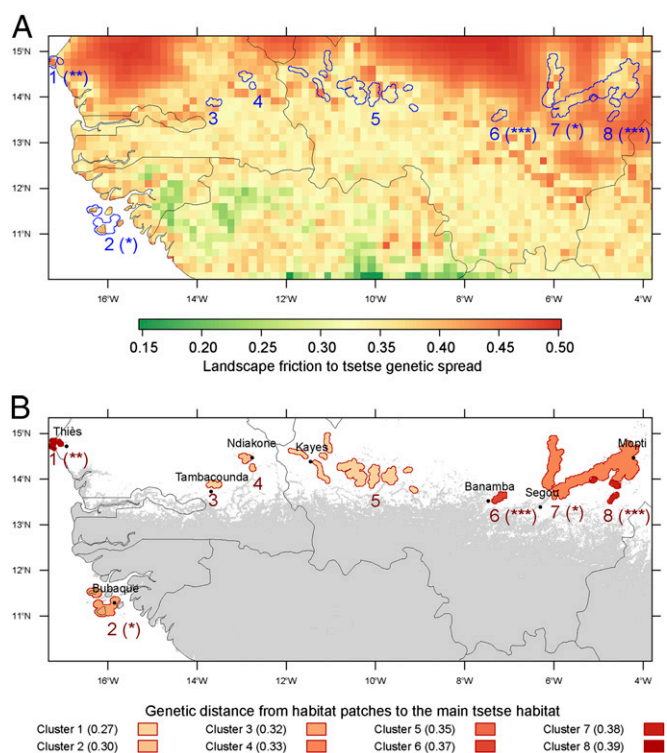 A
15°N
14°N
13°N
12°N
11°N
1 (**)
2 (*)
3
4
5
6 (***)
7 (*)
8 (***)
16°W 14°W 12°W 10°W 8°W 6°W 4°W
0.15 0.20 0.25 0.30 0.35 0.40 0.45 0.50
Landscape friction to tsetse genetic spread
B
15°N
14°N
13°N
12°N
11°N
Thiès
1 (**)
Bubaque
2 (*)
Tambacounda
3
Ndiakone
4
Kayes
5
Banamba
6 (***)
Segou
7 (*)
Mopti
8 (***)
16°W 14°W 12°W 10°W 8°W 6°W 4°W
Genetic distance from habitat patches to the main tsetse habitat
Cluster 1 (0.27) Cluster 3 (0.32) Cluster 5 (0.35) Cluster 7 (0.38)
Cluster 2 (0.30) Cluster 4 (0.33) Cluster 6 (0.37) Cluster 8 (0.39)